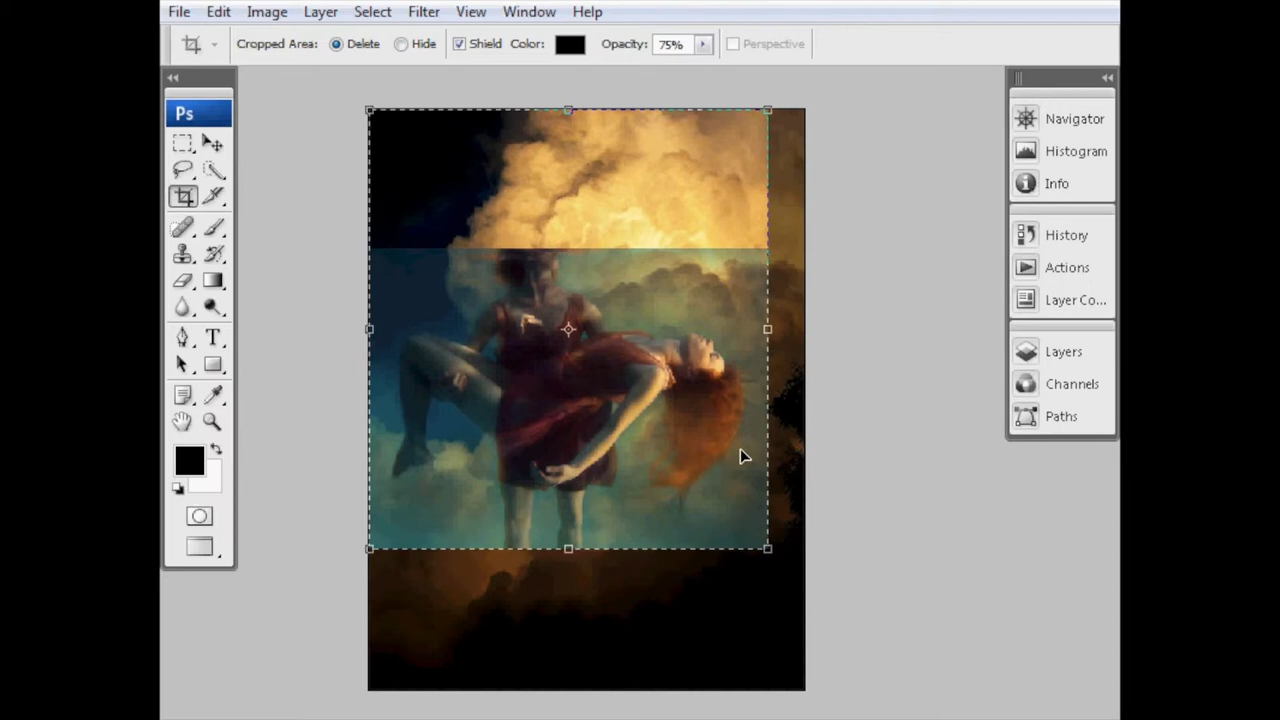 File Edit Image Layer Select Filter View Window Help
Cropped Area: Delete Hide Shield Color: Opacity: 75% Perspective
Ps
T
Navigator
Histogram
Info
History
Actions
Layer Co...
Layers
Channels
Paths